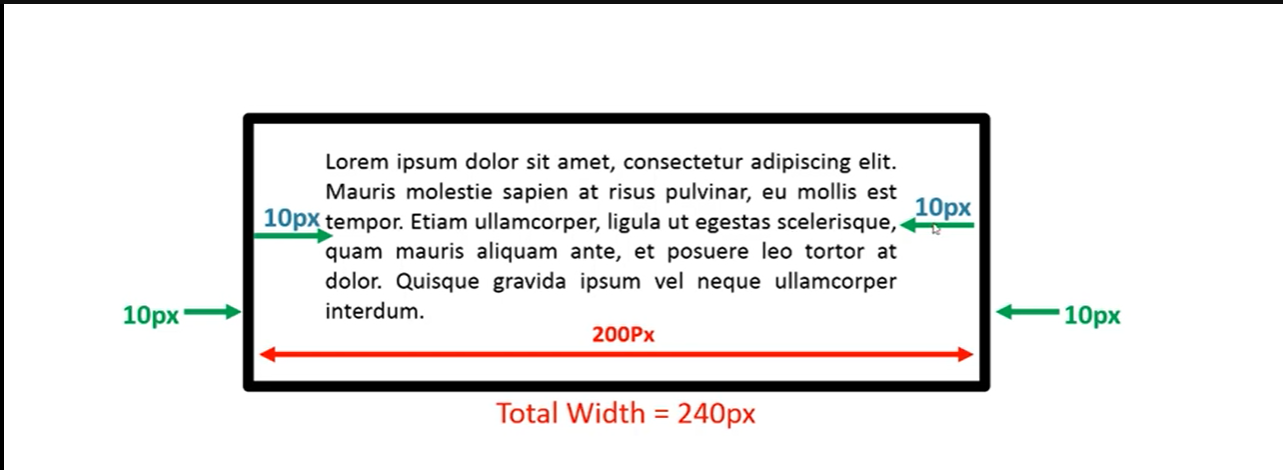 Lorem ipsum dolor sit amet, consectetur adipiscing elit.
Mauris molestie sapien at risus pulvinar, eu mollis est
10px tempor. Etiam ullamcorper, ligula ut egestas scelerisque, 10px
quam mauris aliquam ante, et posuere leo tortor at
dolor. Quisque gravida ipsum vel neque ullamcorper
10px interdum. 10px
200Px
Total Width = 240px